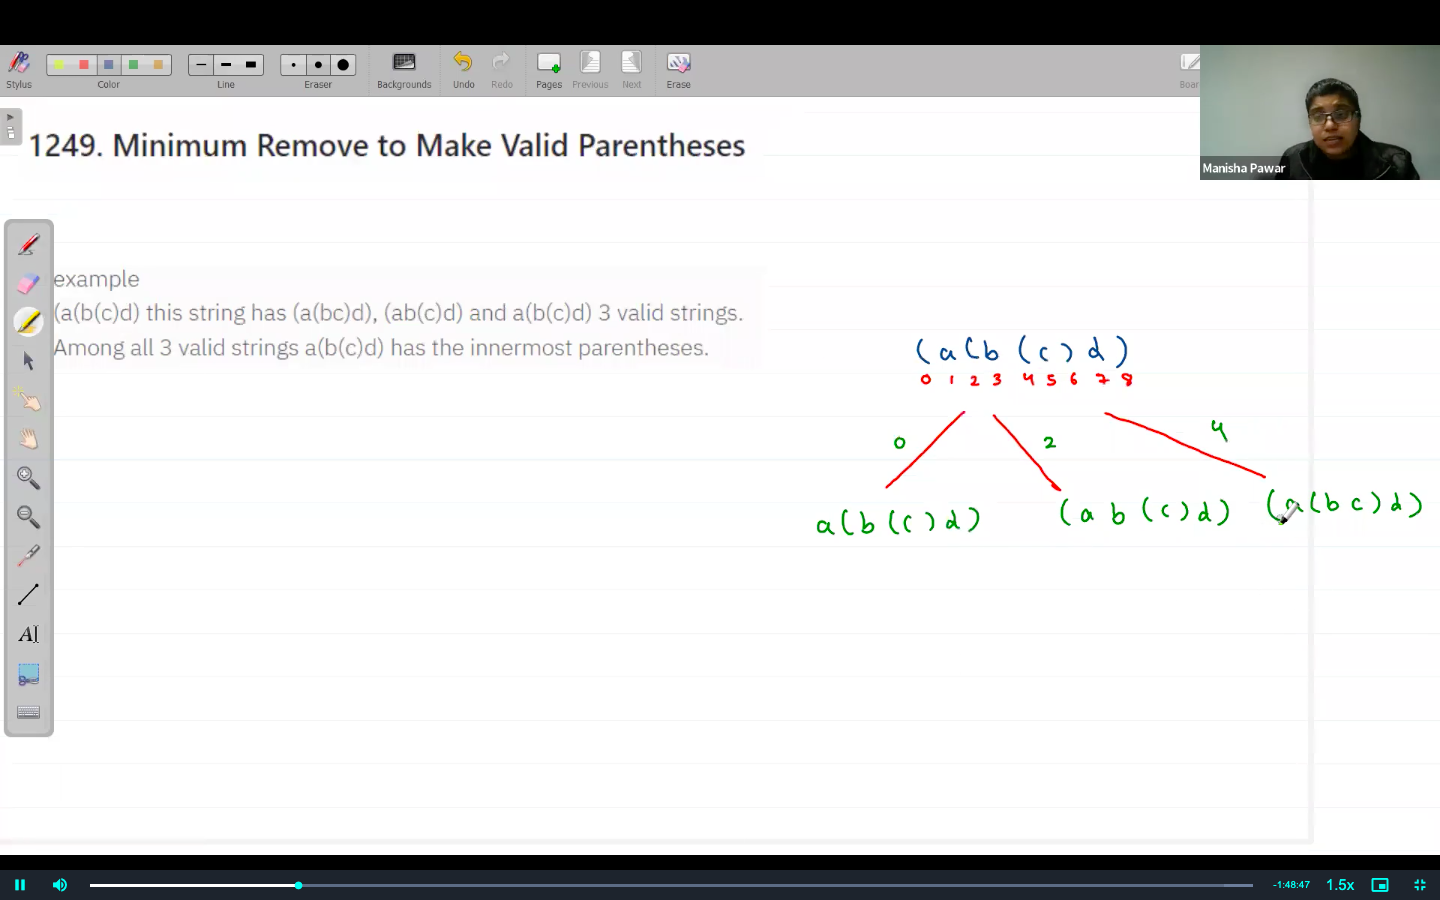 Stylus
Color
Line
Eraser
Backgrounds
Undo
Redo
Pages
Previous
Next
Erase
Boar
Manisha Pawar
1249. Minimum Remove to Make Valid Parentheses
example
(a(b(c)d) this string has (a(bc)d), (ab(c)d) and a(b(c)d) 3 valid strings.
Among all 3 valid strings a(b(c)d) has the innermost parentheses.
(a(b(c)d)
0 1 2 3 4 5 6 7 8
0 2 4
a(b(c)d) (ab(c)d) (a(bc)d)
A
-1:48:47
1.5x